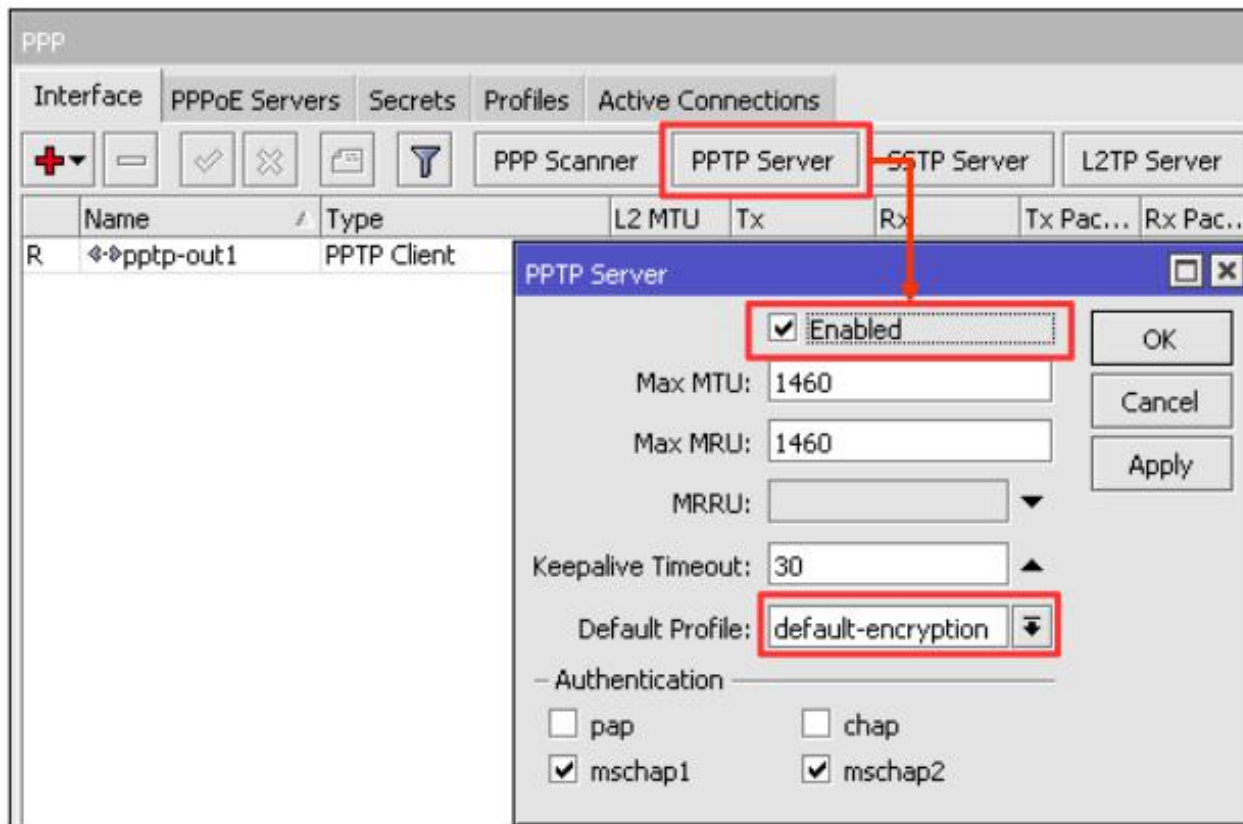 PPP
Interface PPPoE Servers Secrets Profiles Active Connections
PPP Scanner PPTP Server SSTP Server L2TP Server
Name Type L2 MTU Tx Rx Tx Pac... Rx Pac..
R pptp-out1 PPTP Client
PPTP Server
Enabled
OK
Max MTU: 1460
Cancel
Max MRU: 1460
Apply
MRRU:
Keepalive Timeout: 30
Default Profile: default-encryption
Authentication
pap chap
mschap1 mschap2